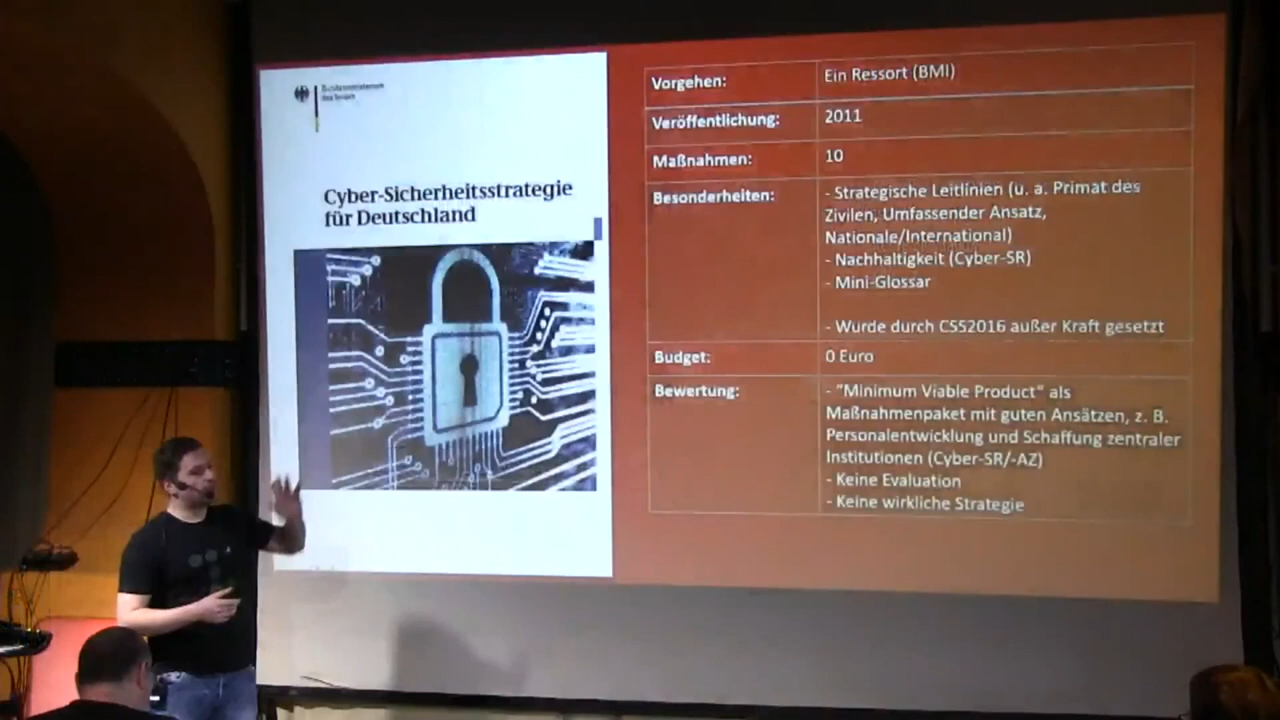 Bundesministerium
des Innern
Cyber-Sicherheitsstrategie
für Deutschland
Vorgehen: Ein Ressort (BMI)
Veröffentlichung: 2011
Maßnahmen: 10
Besonderheiten: - Strategische Leitlinien (u. a. Primat des
Zivilen, Umfassender Ansatz,
Nationale/International)
- Nachhaltigkeit (Cyber-SR)
- Mini-Glossar
- Wurde durch CSS2016 außer Kraft gesetzt
Budget: 0 Euro
Bewertung: - "Minimum Viable Product“ als
Maßnahmenpaket mit guten Ansätzen, z. B.
Personalentwicklung und Schaffung zentraler
Institutionen (Cyber-SR/-AZ)
- Keine Evaluation
- Keine wirkliche Strategie